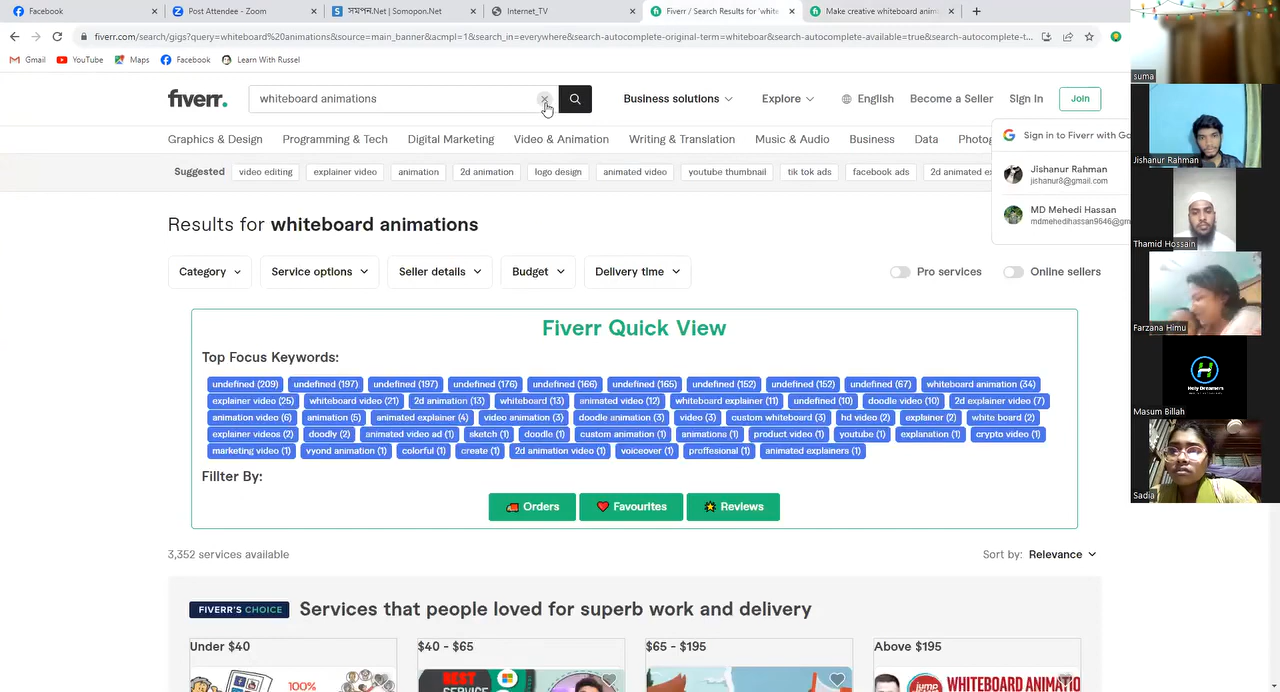 Facebook
Post Attendee - Zoom
সমপন.Net | Somopon.Net
Internet_TV
Fiverr / Search Results for 'white
Make creative whiteboard anim
fiverr.com/search/gigs?query=whiteboard%20animations&source=main_banner&acmpl=1&search_in=everywhere&search-autocomplete-original-term=whiteboar&search-autocomplete-available=true&search-autocomplete-t...
Gmail
YouTube
Maps
Facebook
Learn With Russel
suma
fiverr.
whiteboard animations
Business solutions
Explore
English
Become a Seller
Sign In
Join
Graphics & Design
Programming & Tech
Digital Marketing
Video & Animation
Writing & Translation
Music & Audio
Business
Data
Photog
Sign in to Fiverr with Go
Jishanur Rahman
jishanur8@gmail.com
MD Mehedi Hassan
mdmehedihassan9646@gm
Suggested
video editing
explainer video
animation
2d animation
logo design
animated video
youtube thumbnail
tik tok ads
facebook ads
2d animated ex
Jishanur Rahman
Results for whiteboard animations
Thamid Hossain
Category
Service options
Seller details
Budget
Delivery time
Pro services
Online sellers
Fiverr Quick View
Farzana Himu
Top Focus Keywords:
undefined (209) undefined (197) undefined (197) undefined (176) undefined (166) undefined (165) undefined (152) undefined (152) undefined (67) whiteboard animation (34)
explainer video (25) whiteboard video (21) 2d animation (13) whiteboard (13) animated video (12) whiteboard explainer (11) undefined (10) doodle video (10) 2d explainer video (7)
animation video (6) animation (5) animated explainer (4) video animation (3) doodle animation (3) video (3) custom whiteboard (3) hd video (2) explainer (2) white board (2)
explainer videos (2) doodly (2) animated video ad (1) sketch (1) doodle (1) custom animation (1) animations (1) product video (1) youtube (1) explanation (1) crypto video (1)
marketing video (1) vyond animation (1) colorful (1) create (1) 2d animation video (1) voiceover (1) proffesional (1) animated explainers (1)
Holy Dreamers
Masum Billah
Fillter By:
Orders
Favourites
Reviews
Sadia
3,352 services available
Sort by: Relevance
FIVERR'S CHOICE
Services that people loved for superb work and delivery
Under $40
$40 - $65
$65 - $195
Above $195
100%
BEST
SERVICE
jump
WHITEBOARD ANIMATIO